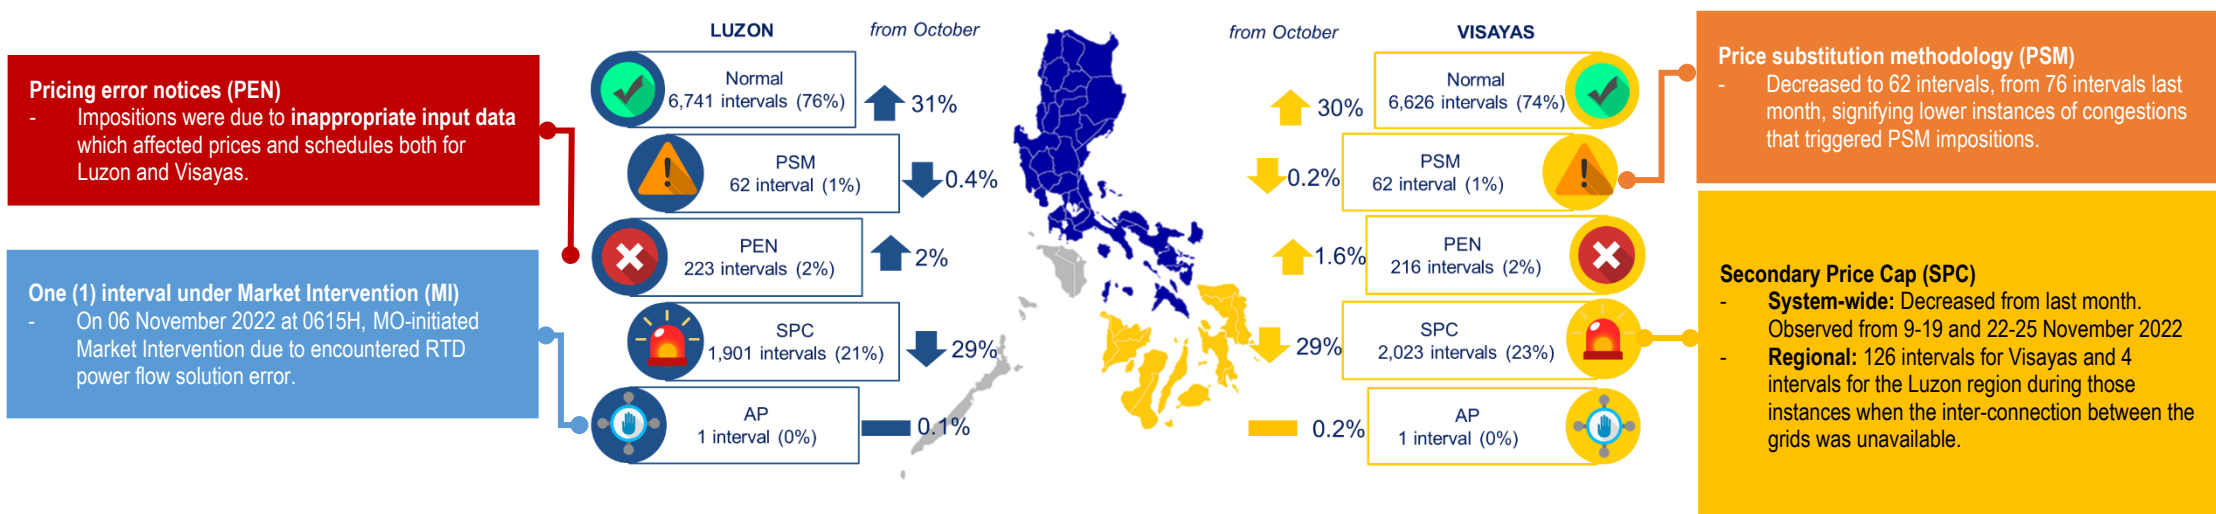 Pricing error notices (PEN)
- Impositions were due to inappropriate input data
which affected prices and schedules both for
Luzon and Visayas.
One (1) interval under Market Intervention (MI)
- On 06 November 2022 at 0615H, MO-initiated
Market Intervention due to encountered RTD
power flow solution error.
LUZON
from October
Normal
6,741 intervals (76%)
31%
PSM
62 interval (1%)
0.4%
PEN
223 intervals (2%)
2%
SPC
1,901 intervals (21%)
29%
AP
1 interval (0%)
0.1%
from October
VISAYAS
30%
Normal
6,626 intervals (74%)
0.2%
PSM
62 interval (1%)
1.6%
PEN
216 intervals (2%)
29%
SPC
2,023 intervals (23%)
0.2%
AP
1 interval (0%)
Price substitution methodology (PSM)
- Decreased to 62 intervals, from 76 intervals last
month, signifying lower instances of congestions
that triggered PSM impositions.
Secondary Price Cap (SPC)
- System-wide: Decreased from last month.
Observed from 9-19 and 22-25 November 2022
- Regional: 126 intervals for Visayas and 4
intervals for the Luzon region during those
instances when the inter-connection between the
grids was unavailable.